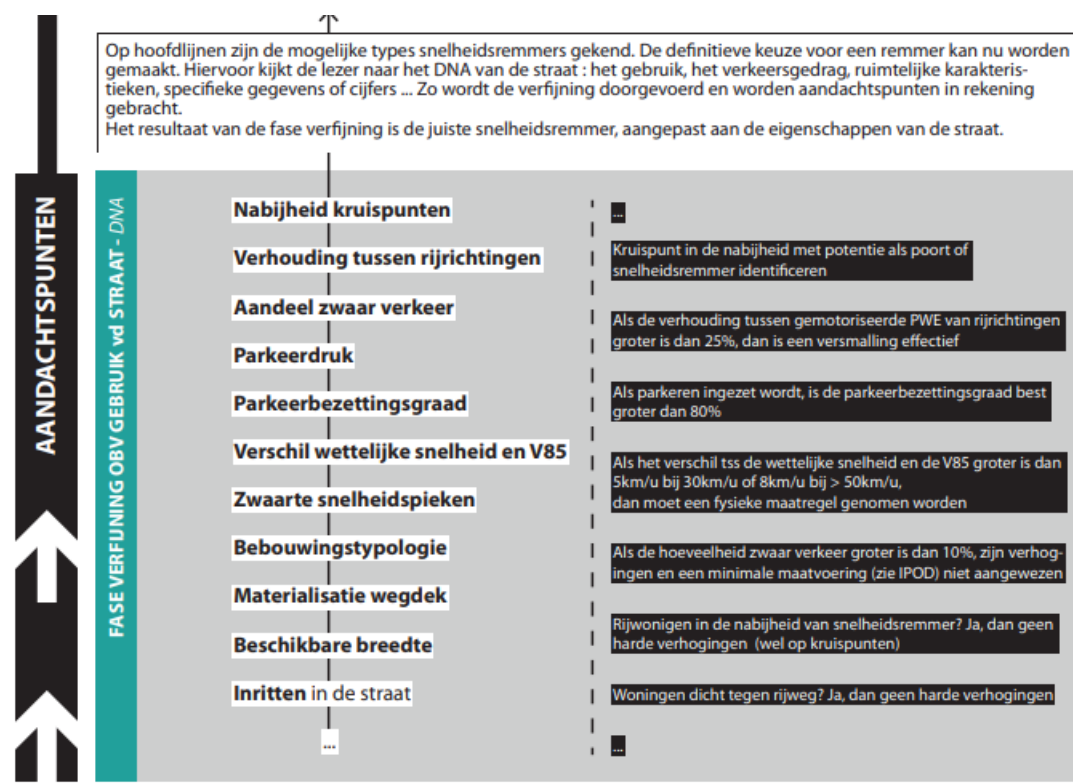 Op hoofdlijnen zijn de mogelijke types snelheidsremmers gekend. De definitieve keuze voor een remmer kan nu worden
gemaakt. Hiervoor kijkt de lezer naar het DNA van de straat : het gebruik, het verkeersgedrag, ruimtelijke karakteris-
tieken, specifieke gegevens of cijfers ... Zo wordt de verfijning doorgevoerd en worden aandachtspunten in rekening
gebracht.
Het resultaat van de fase verfijning is de juiste snelheidsremmer, aangepast aan de eigenschappen van de straat.
AANDACHTSPUNTEN
FASE VERFIJNING OBV GEBRUIK vd STRAAT - DNA
Nabijheid kruispunten
Verhouding tussen rijrichtingen
Aandeel zwaar verkeer
Parkeerdruk
Parkeerbezettingsgraad
Verschil wettelijke snelheid en V85
Zwaarte snelheidspieken
Bebouwingstypologie
Materialisatie wegdek
Beschikbare breedte
Inritten in de straat
...
...
Kruispunt in de nabijheid met potentie als poort of
snelheidsremmer identificeren
Als de verhouding tussen gemotoriseerde PWE van rijrichtingen
groter is dan 25%, dan is een versmalling effectief
Als parkeren ingezet wordt, is de parkeerbezettingsgraad best
groter dan 80%
Als het verschil tss de wettelijke snelheid en de V85 groter is dan
5km/u bij 30km/u of 8km/u bij > 50km/u,
dan moet een fysieke maatregel genomen worden
Als de hoeveelheid zwaar verkeer groter is dan 10%, zijn verhog-
ingen en een minimale maatvoering (zie IPOD) niet aangewezen
Rijwonigen in de nabijheid van snelheidsremmer? Ja, dan geen
harde verhogingen (wel op kruispunten)
Woningen dicht tegen rijweg? Ja, dan geen harde verhogingen
...